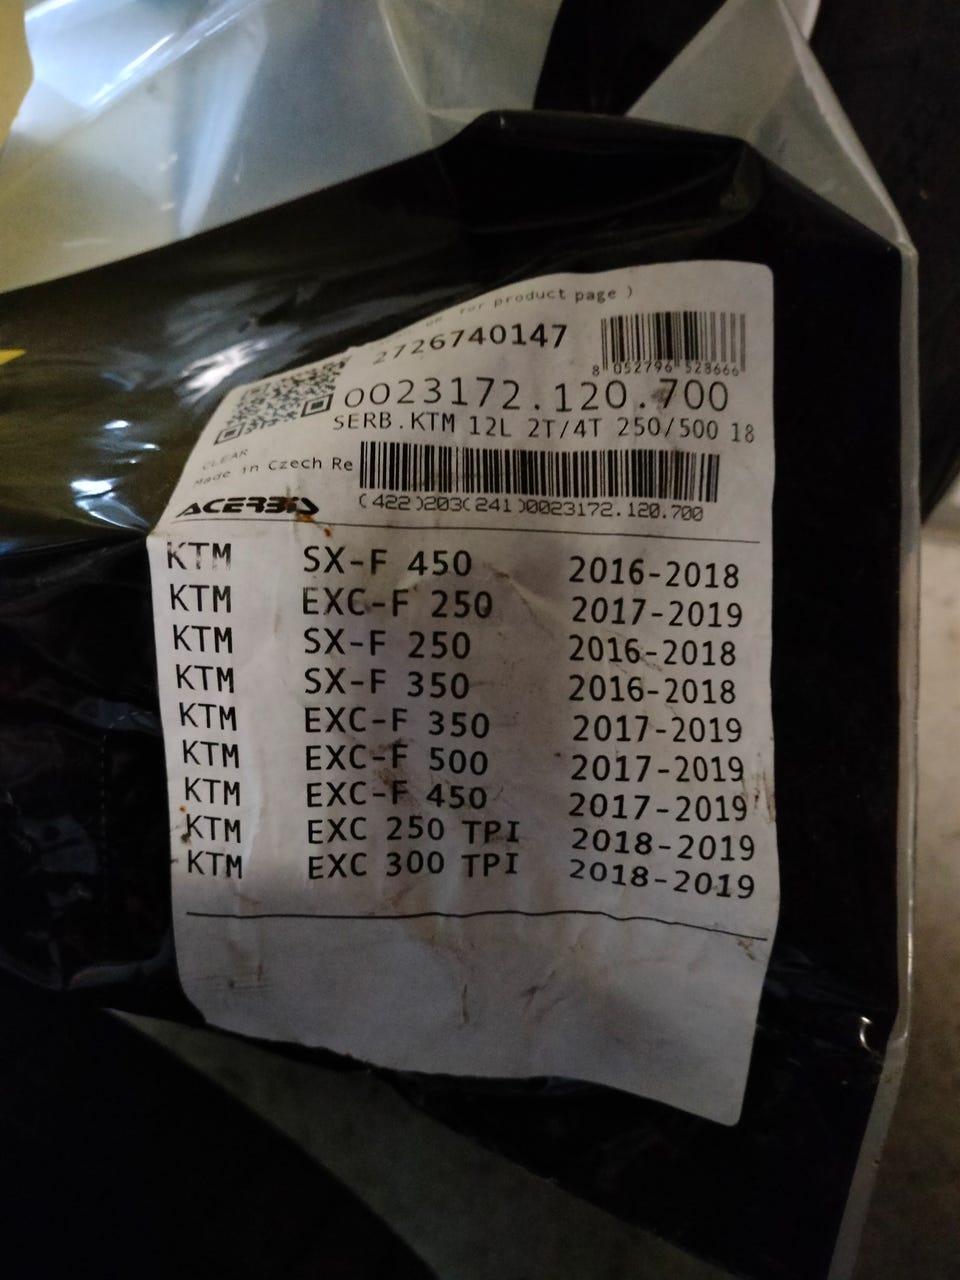 for product page )
2726740147
8 052796 528666
0023172.120.700
SERB.KTM 12L 2T/4T 250/500 18
CLEAR
Made in Czech Re
(422)203(241)0023172.120.700
ACERBIS
KTM SX-F 450 2016-2018
KTM EXC-F 250 2017-2019
KTM SX-F 250 2016-2018
KTM SX-F 350 2016-2018
KTM EXC-F 350 2017-2019
KTM EXC-F 500 2017-2019
KTM EXC-F 450 2017-2019
KTM EXC 250 TPI 2018-2019
KTM EXC 300 TPI 2018-2019